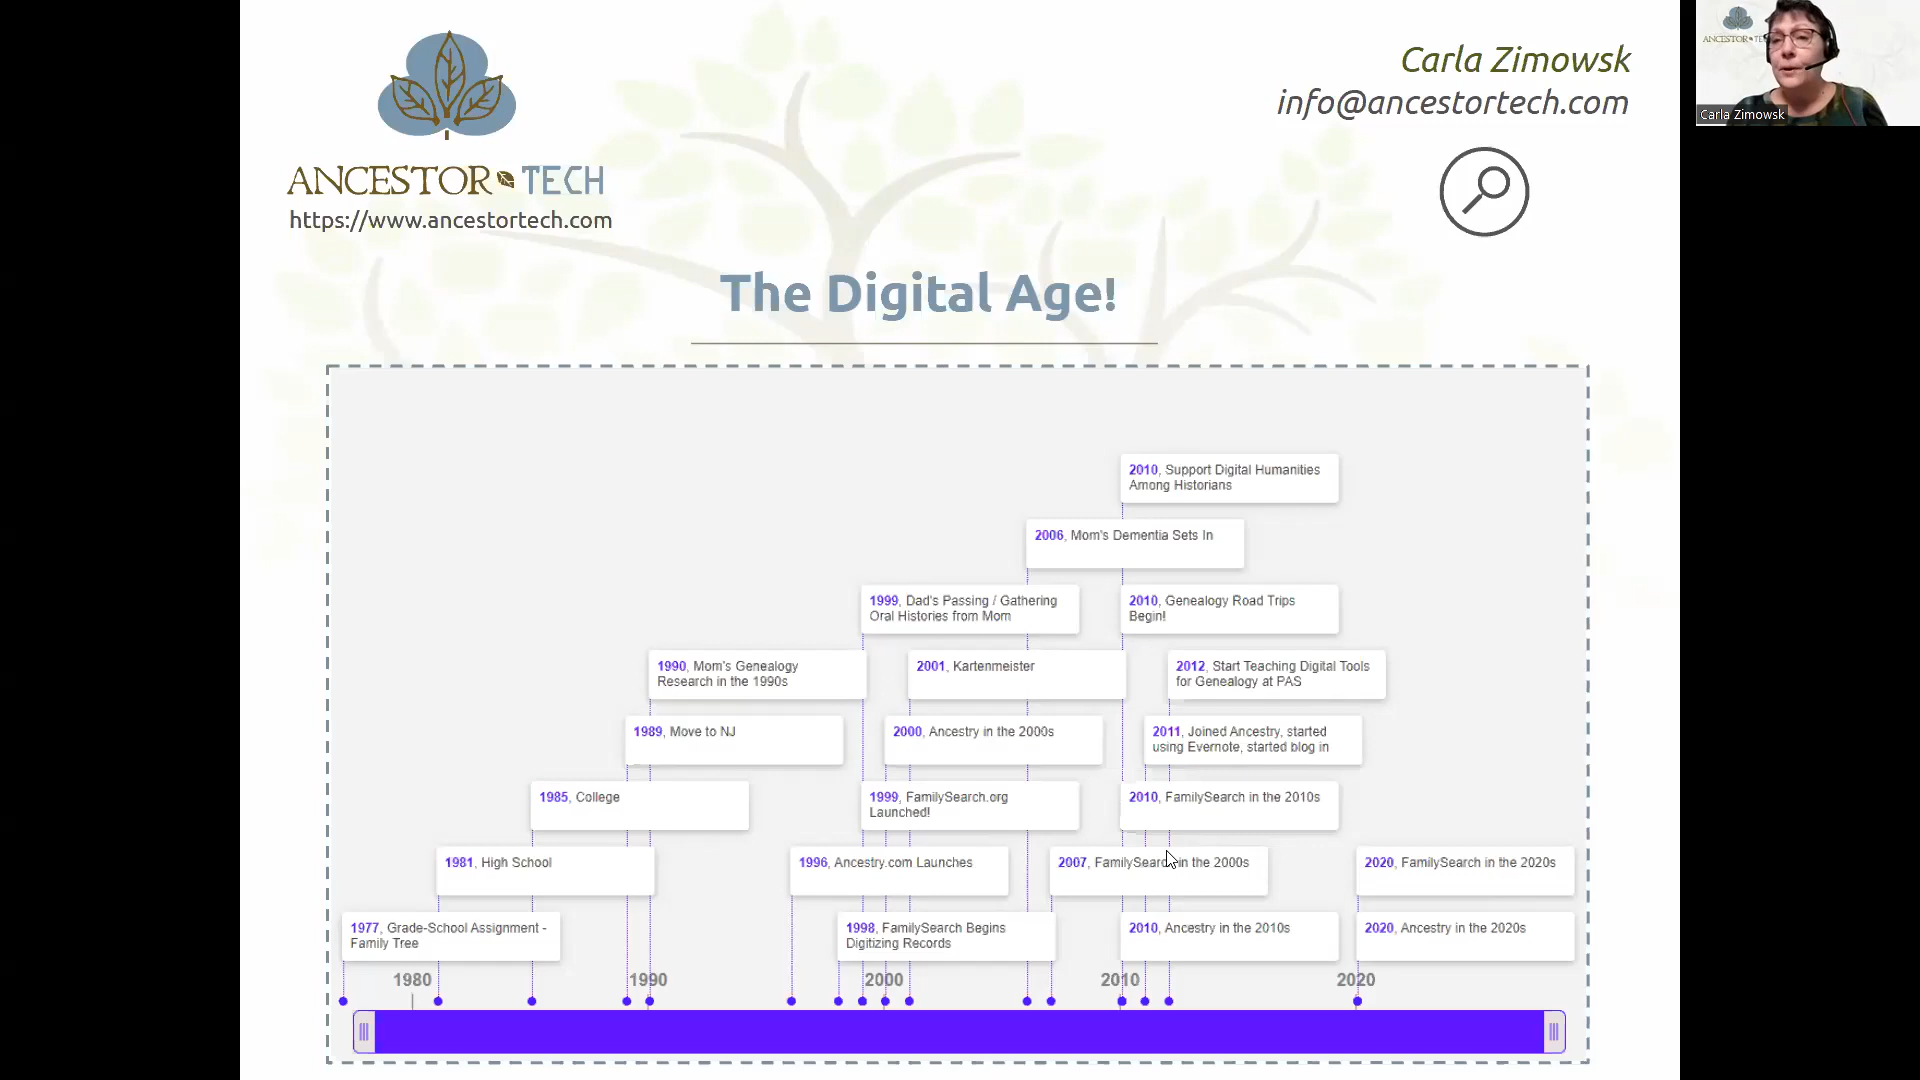 ANCESTOR TECH
https://www.ancestortech.com
Carla Zimowsk
info@ancestortech.com
ANCESTOR
Carla Zimowsk
The Digital Age!
2010, Support Digital Humanities
Among Historians
2006, Mom's Dementia Sets In
1999, Dad's Passing / Gathering
Oral Histories from Mom
2010, Genealogy Road Trips
Begin!
1990, Mom's Genealogy
Research in the 1990s
2001, Kartenmeister
2012, Start Teaching Digital Tools
for Genealogy at PAS
1989, Move to NJ
2000, Ancestry in the 2000s
2011, Joined Ancestry, started
using Evernote, started blog in
1985, College
1999, FamilySearch.org
Launched!
2010, FamilySearch in the 2010s
1981, High School
1996, Ancestry.com Launches
2007, FamilySearch in the 2000s
2020, FamilySearch in the 2020s
1977, Grade-School Assignment -
Family Tree
1998, FamilySearch Begins
Digitizing Records
2010, Ancestry in the 2010s
2020, Ancestry in the 2020s
1980
1990
2000
2010
2020